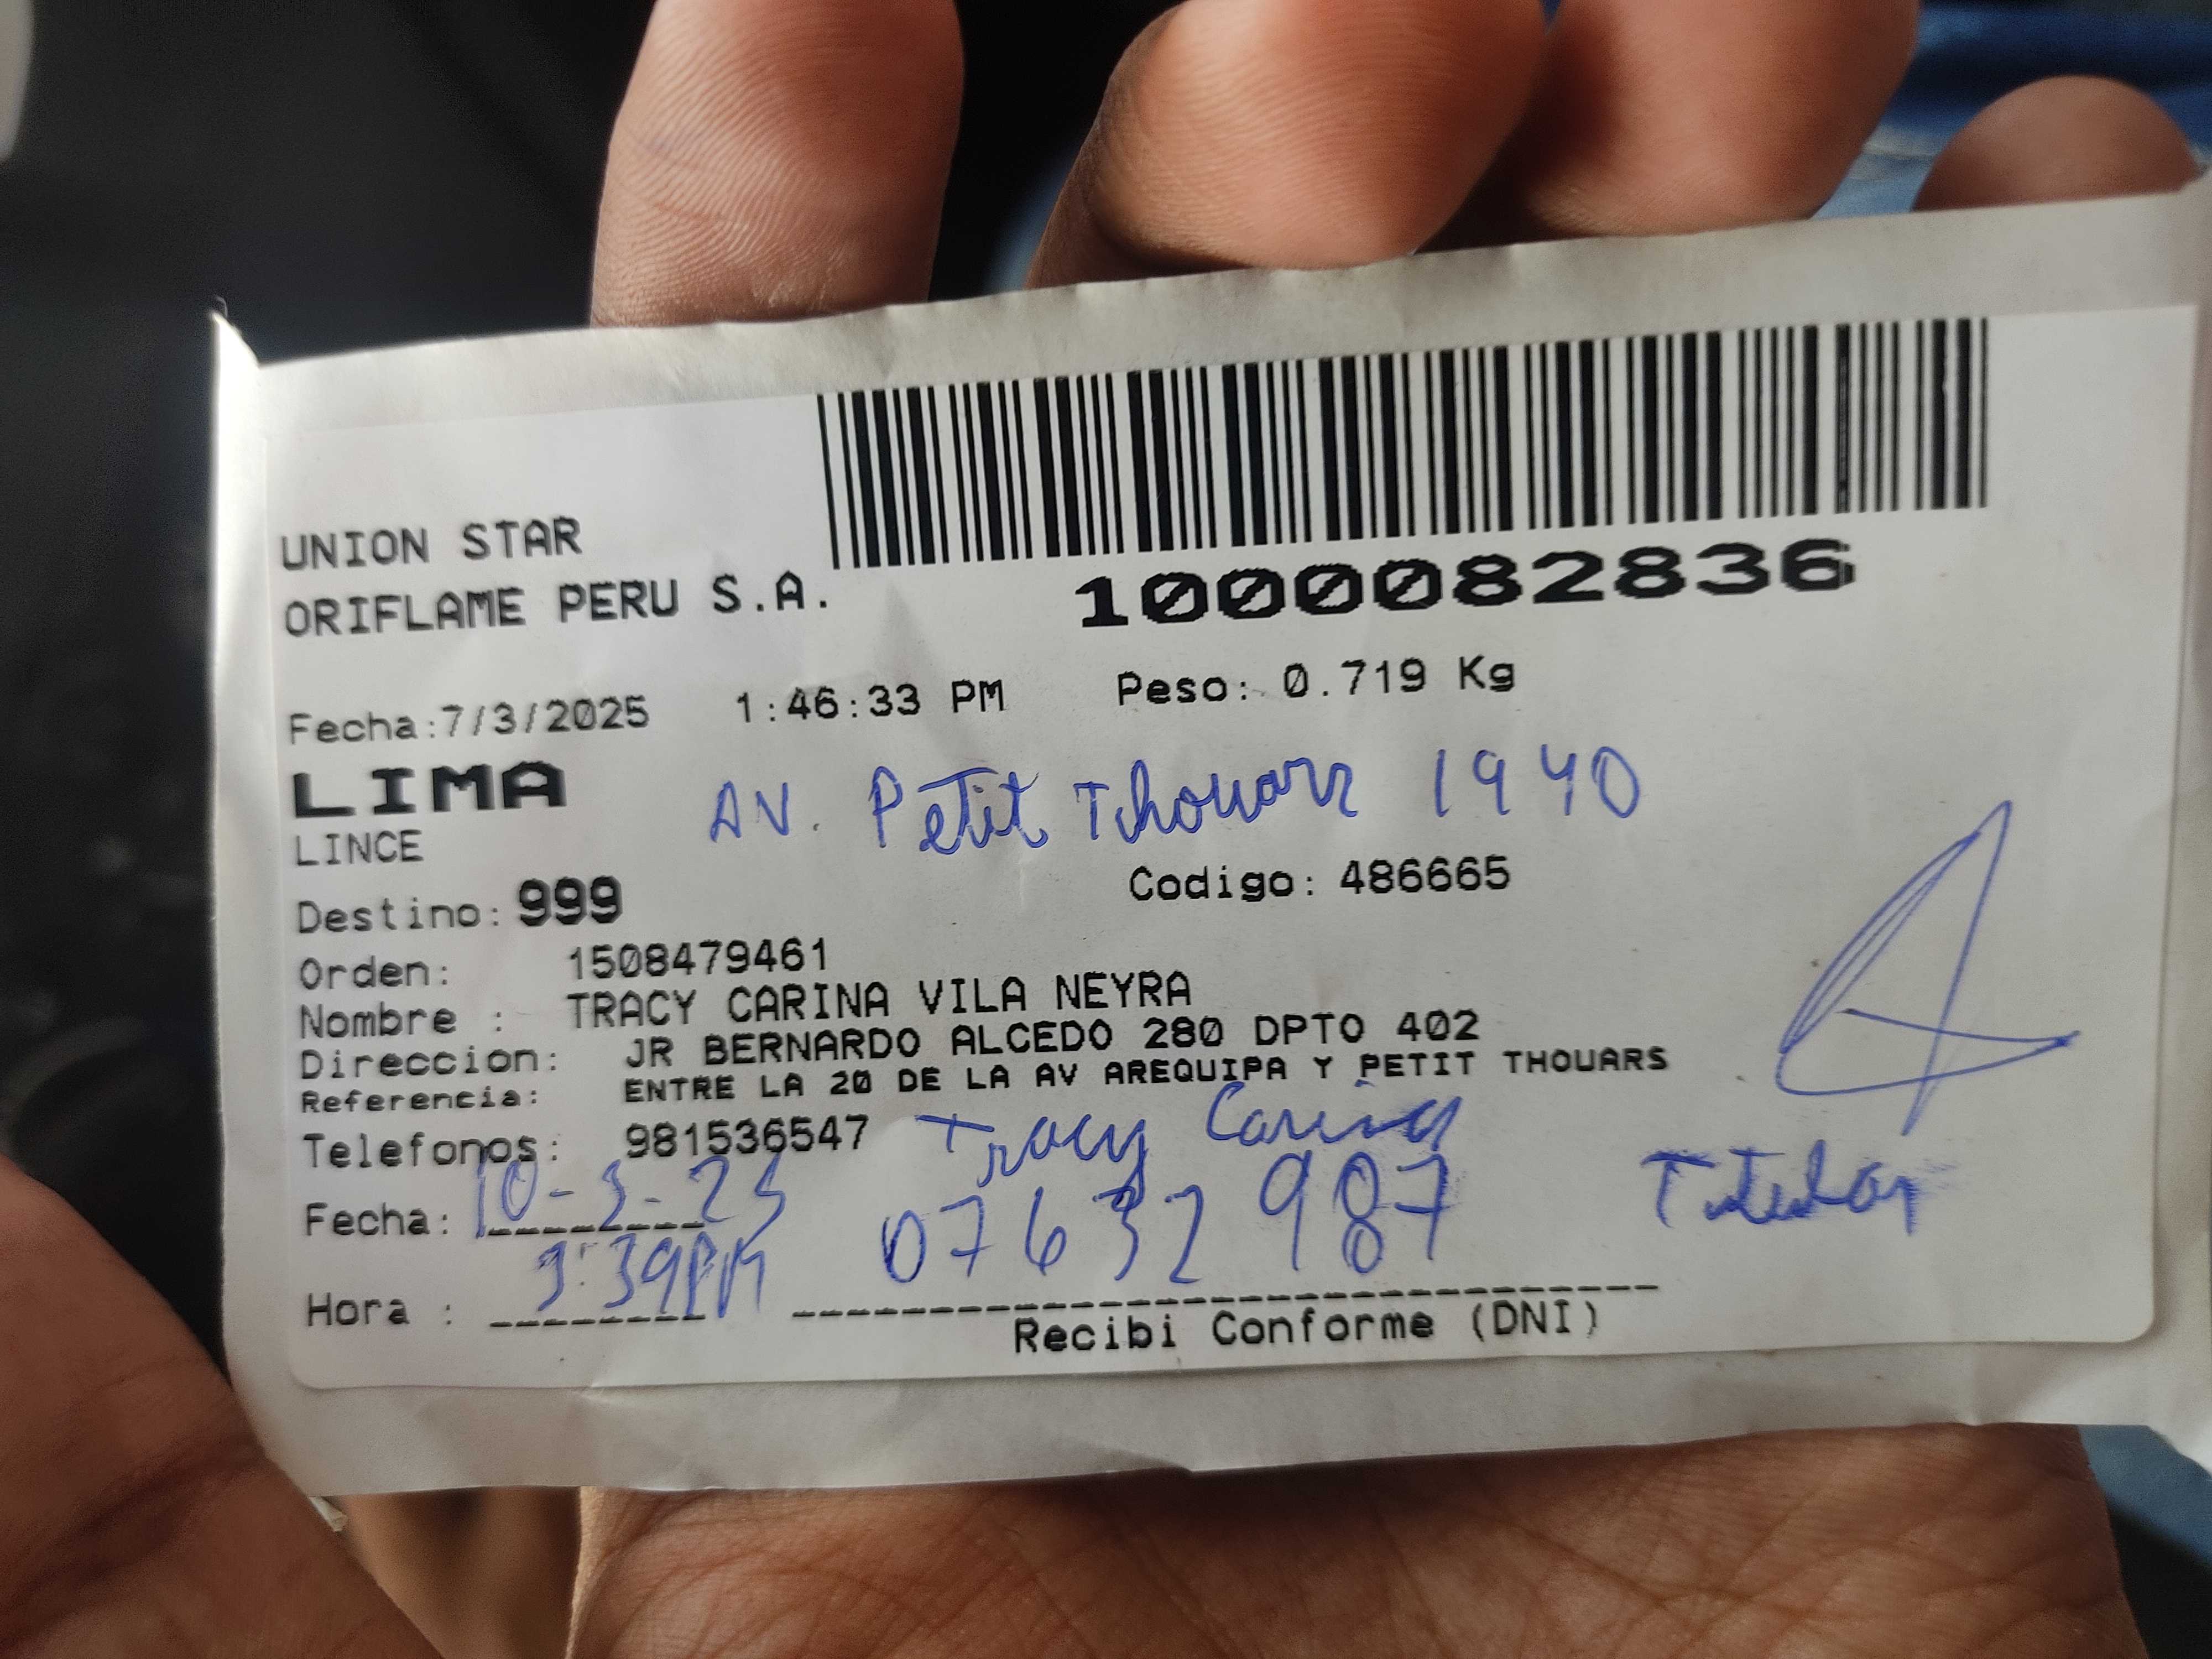 UNION STAR
ORIFLAME PERU S.A.
1000082836
Fecha:7/3/2025 1:46:33 PM Peso: 0.719 Kg
LIMA
AV. Petit Thouars 1940
LINCE
Destino: 999 Codigo: 486665
Orden: 1508479461
Nombre : TRACY CARINA VILA NEYRA
Direccion: JR BERNARDO ALCEDO 280 DPTO 402
Referencia: ENTRE LA 20 DE LA AV AREQUIPA Y PETIT THOUARS
Telefonos: 981536547 Tracy Carina
Fecha: 10-3-25 07632987 Titular
Hora : 3:39PM
Recibi Conforme (DNI)